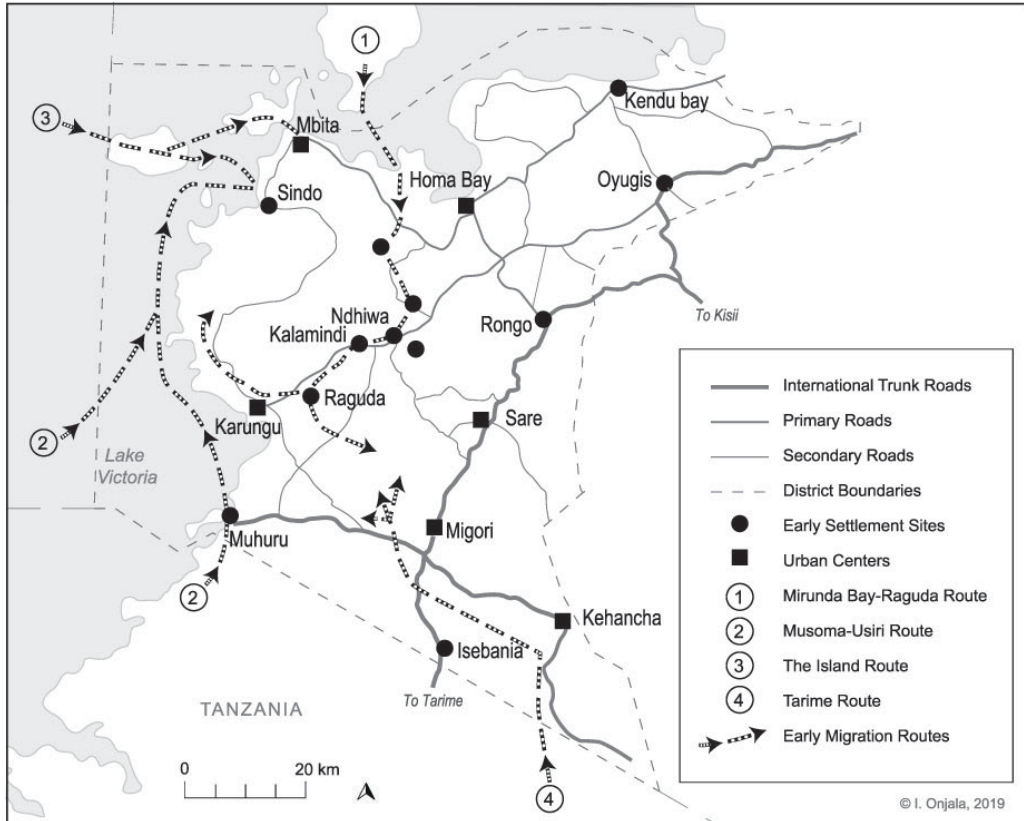 1
Kendu bay
3
Mbita
Oyugis
Homa Bay
Sindo
Ndhiwa
Kalamindi
Rongo
To Kisii
Raguda
Karungu
Sare
2
Lake
Victoria
Muhuru
Migori
2
Kehancha
Isebania
To Tarime
TANZANIA
0
20 km
4
International Trunk Roads
Primary Roads
Secondary Roads
District Boundaries
Early Settlement Sites
Urban Centers
1 Mirunda Bay-Raguda Route
2 Musoma-Usiri Route
3 The Island Route
4 Tarime Route
Early Migration Routes
© I. Onjala, 2019